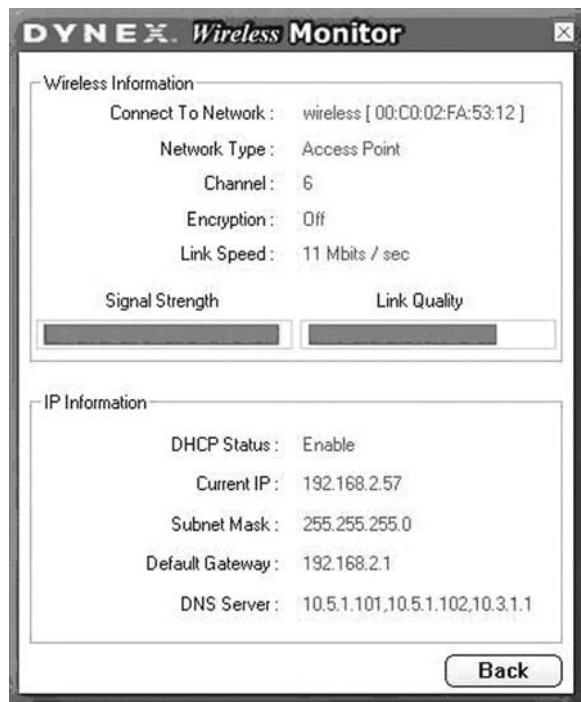 DYNEX. Wireless Monitor
Wireless Information
Connect To Network : wireless [ 00:C0:02:FA:53:12 ]
Network Type : Access Point
Channel : 6
Encryption : Off
Link Speed : 11 Mbits / sec
Signal Strength Link Quality
IP Information
DHCP Status : Enable
Current IP : 192.168.2.57
Subnet Mask : 255.255.255.0
Default Gateway : 192.168.2.1
DNS Server : 10.5.1.101,10.5.1.102,10.3.1.1
Back